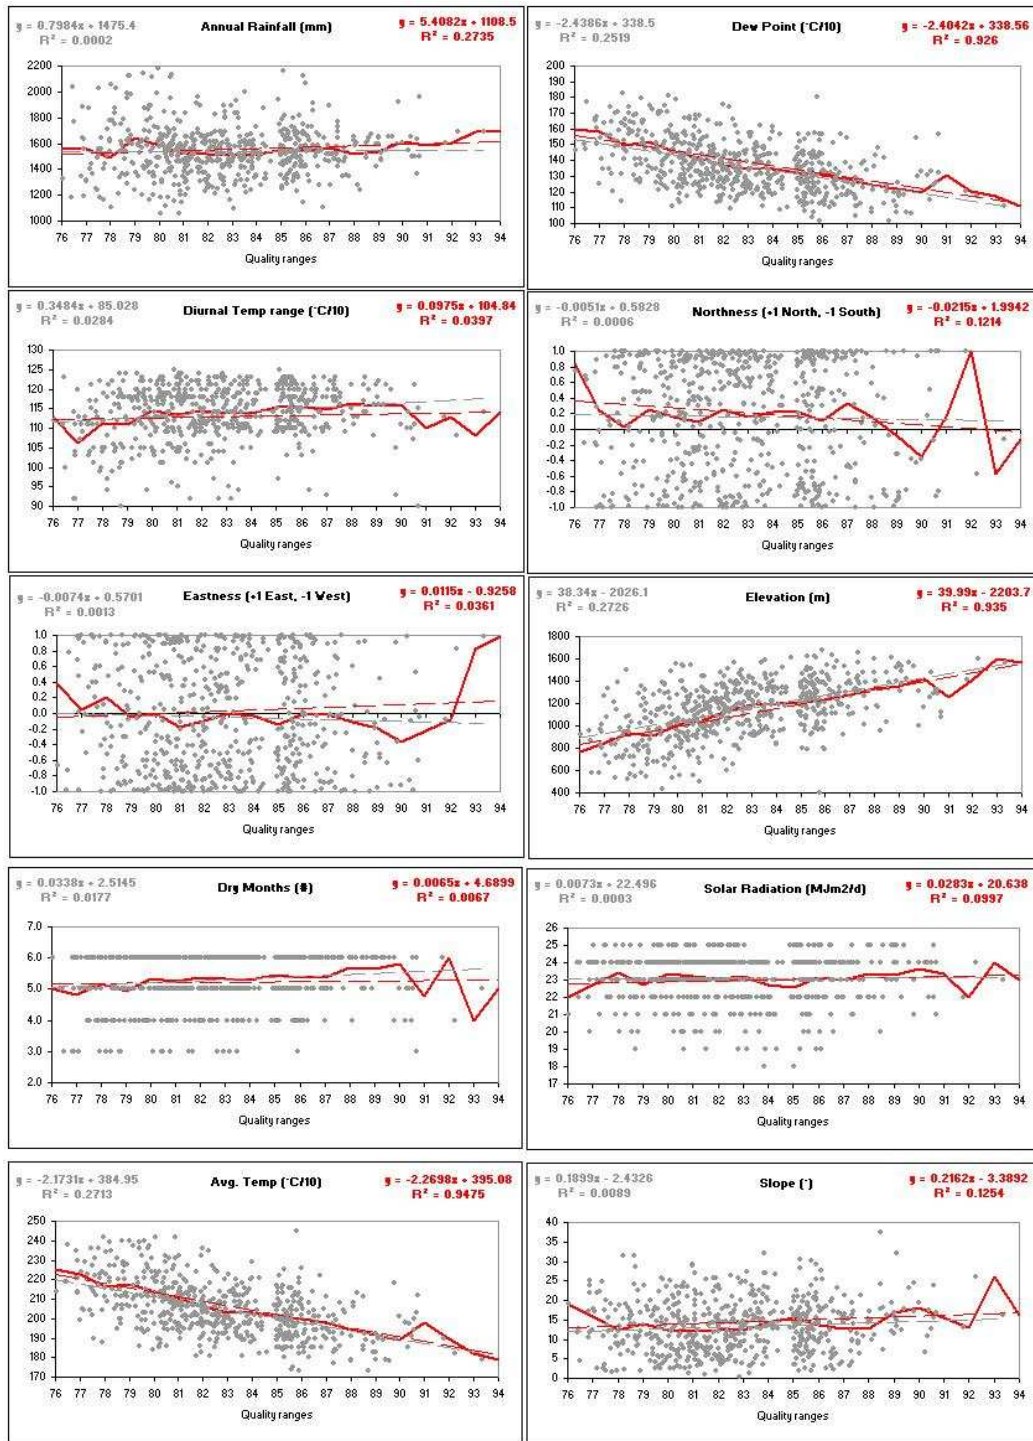 y = 0.7984x + 1475.4 Annual Rainfall (mm) y = 5.4082x + 1108.5
R² = 0.0002 R² = 0.2735
2200
2000
1800
1600
1400
1200
1000
76 77 78 79 80 81 82 83 84 85 86 87 88 89 90 91 92 93 94
Quality ranges
y = -2.4386x + 338.5 Dew Point (°C/10) y = -2.4042x + 338.56
R² = 0.2519 R² = 0.926
200
190
180
170
160
150
140
130
120
110
100
76 77 78 79 80 81 82 83 84 85 86 87 88 89 90 91 92 93 94
Quality ranges
y = 0.3484x + 85.028 Diurnal Temp range (°C/10) y = 0.0975x + 104.84
R² = 0.0284 R² = 0.0397
130
125
120
115
110
105
100
95
90
76 77 78 79 80 81 82 83 84 85 86 87 88 89 90 91 92 93 94
Quality ranges
y = -0.0051x + 0.5828 Northness (+1 North, -1 South) y = -0.0215x + 1.9942
R² = 0.0006 R² = 0.1214
1.0
0.8
0.6
0.4
0.2
0.0
-0.2
-0.4
-0.6
-0.8
-1.0
76 77 78 79 80 81 82 83 84 85 86 87 88 89 90 91 92 93 94
Quality ranges
y = -0.0074x + 0.5701 Eastness (+1 East, -1 West) y = 0.0115x - 0.9258
R² = 0.0013 R² = 0.0361
1.0
0.8
0.6
0.4
0.2
0.0
-0.2
-0.4
-0.6
-0.8
-1.0
76 77 78 79 80 81 82 83 84 85 86 87 88 89 90 91 92 93 94
Quality ranges
y = 38.34x - 2026.1 Elevation (m) y = 39.99x - 2203.7
R² = 0.2726 R² = 0.935
1800
1600
1400
1200
1000
800
600
400
76 77 78 79 80 81 82 83 84 85 86 87 88 89 90 91 92 93 94
Quality ranges
y = 0.0338x + 2.5145 Dry Months (#) y = 0.0065x + 4.6899
R² = 0.0177 R² = 0.0067
7.0
6.0
5.0
4.0
3.0
2.0
76 77 78 79 80 81 82 83 84 85 86 87 88 89 90 91 92 93 94
Quality ranges
y = 0.0073x + 22.496 Solar Radiation (MJm2/d) y = 0.0283x + 20.638
R² = 0.0003 R² = 0.0997
26
25
24
23
22
21
20
19
18
17
76 77 78 79 80 81 82 83 84 85 86 87 88 89 90 91 92 93 94
Quality ranges
y = -2.1731x + 384.95 Avg. Temp (°C/10) y = -2.2698x + 395.08
R² = 0.2713 R² = 0.9475
250
240
230
220
210
200
190
180
170
76 77 78 79 80 81 82 83 84 85 86 87 88 89 90 91 92 93 94
Quality ranges
y = 0.1899x - 2.4326 Slope (°) y = 0.2162x - 3.3892
R² = 0.0089 R² = 0.1254
40
35
30
25
20
15
10
5
0
76 77 78 79 80 81 82 83 84 85 86 87 88 89 90 91 92 93 94
Quality ranges